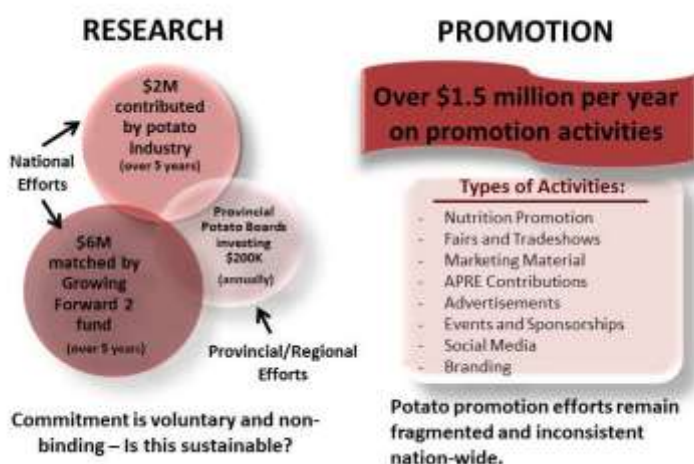 RESEARCH
$2M
contributed
by potato
Industry
(over 5 years)
National
Efforts
Provincial
Potato Boards
investing
$200K
(annually)
$6M
matched by
Growing
Forward 2
fund
(over 5 years)
Provincial/Regional
Efforts
Commitment is voluntary and non-
binding – Is this sustainable?
PROMOTION
Over $1.5 million per year
on promotion activities
Types of Activities:
- Nutrition Promotion
- Fairs and Tradeshows
- Marketing Material
- APRE Contributions
- Advertisements
- Events and Sponsorships
- Social Media
- Branding
Potato promotion efforts remain
fragmented and inconsistent
nation-wide.